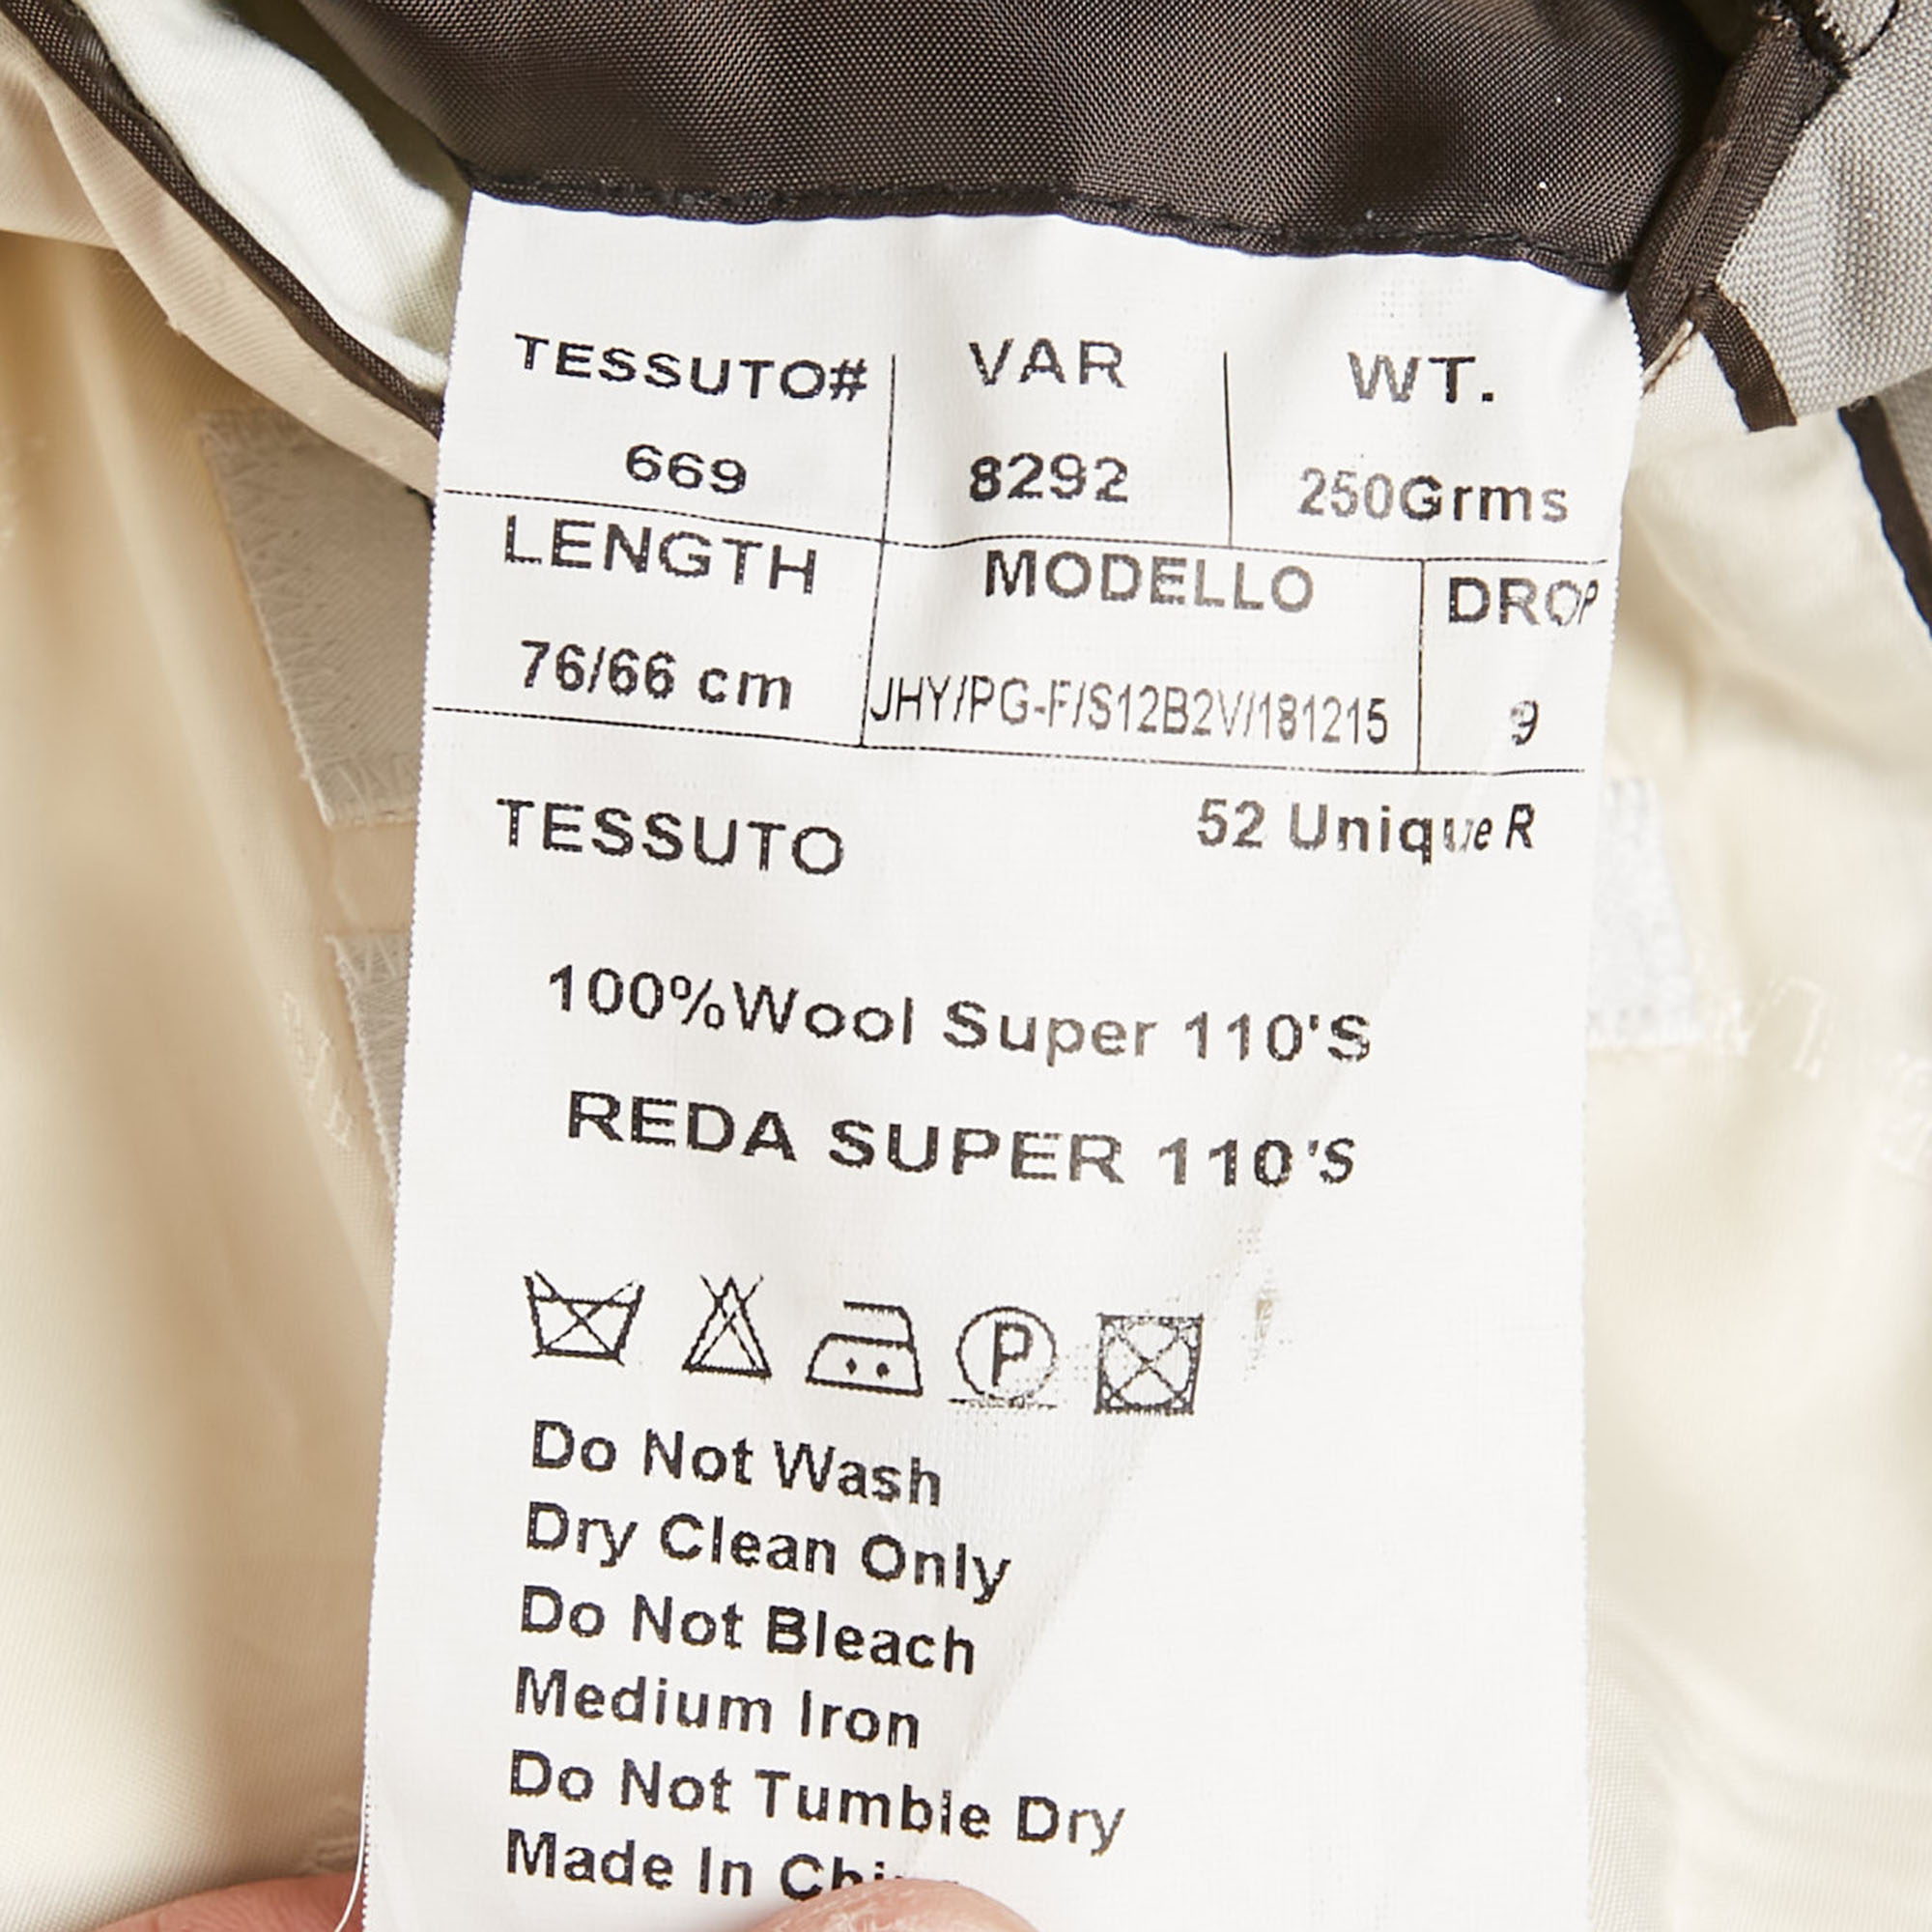 TESSUTO# VAR WT.
669 8292 250Grms
LENGTH MODELLO DROP
76/66 cm JHY/PG-F/S12B2V/181215 9
TESSUTO 52 Unique R
100%Wool Super 110'S
REDA SUPER 110'S
P
Do Not Wash
Dry Clean Only
Do Not Bleach
Medium Iron
Do Not Tumble Dry
Made In